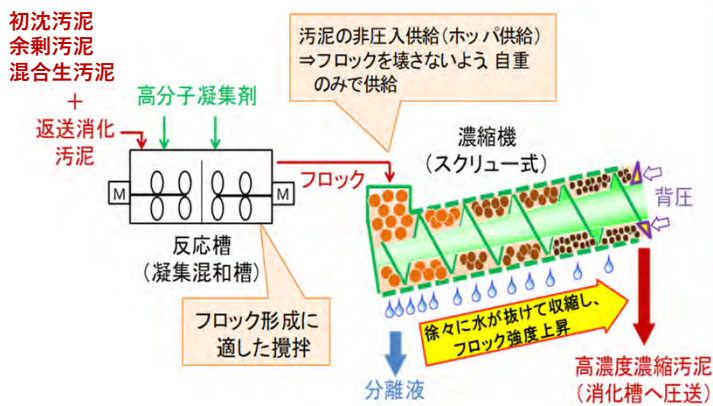 初沈汚泥
余剰汚泥
混合生汚泥
＋
返送消化
汚泥
高分子凝集剤
汚泥の非圧入供給(ホッパ供給)
⇒フロックを壊さないよう、自重
のみで供給
濃縮機
(スクリュー式)
フロック
M
M
背圧
反応槽
(凝集混和槽)
フロック形成に
適した攪拌
徐々に水が抜けて収縮し、
フロック強度上昇
分離液
高濃度濃縮汚泥
(消化槽へ圧送)